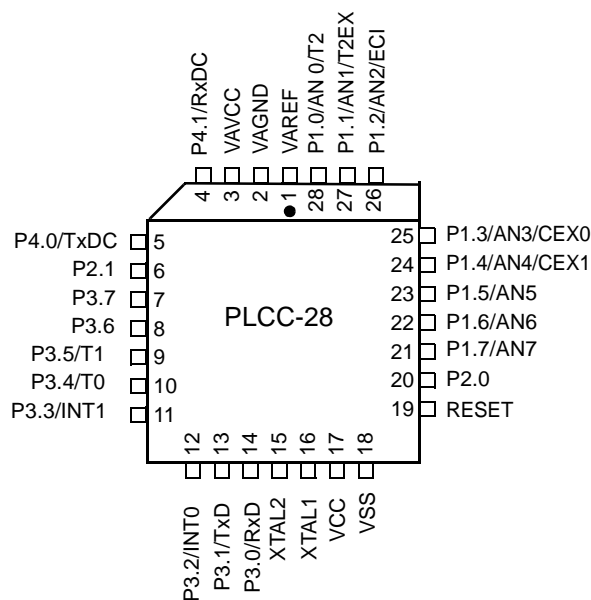 P4.1/RxDC
VAVCC
VAGND
VAREF
P1.0/AN 0/T2
P1.1/AN1/T2EX
P1.2/AN2/ECI
4
3
2
1
28
27
26
P4.0/TxDC 5
P2.1 6
P3.7 7
P3.6 8
P3.5/T1 9
P3.4/T0 10
P3.3/INT1 11
PLCC-28
25 P1.3/AN3/CEX0
24 P1.4/AN4/CEX1
23 P1.5/AN5
22 P1.6/AN6
21 P1.7/AN7
20 P2.0
19 RESET
12
13
14
15
16
17
18
P3.2/INT0
P3.1/TxD
P3.0/RxD
XTAL2
XTAL1
VCC
VSS